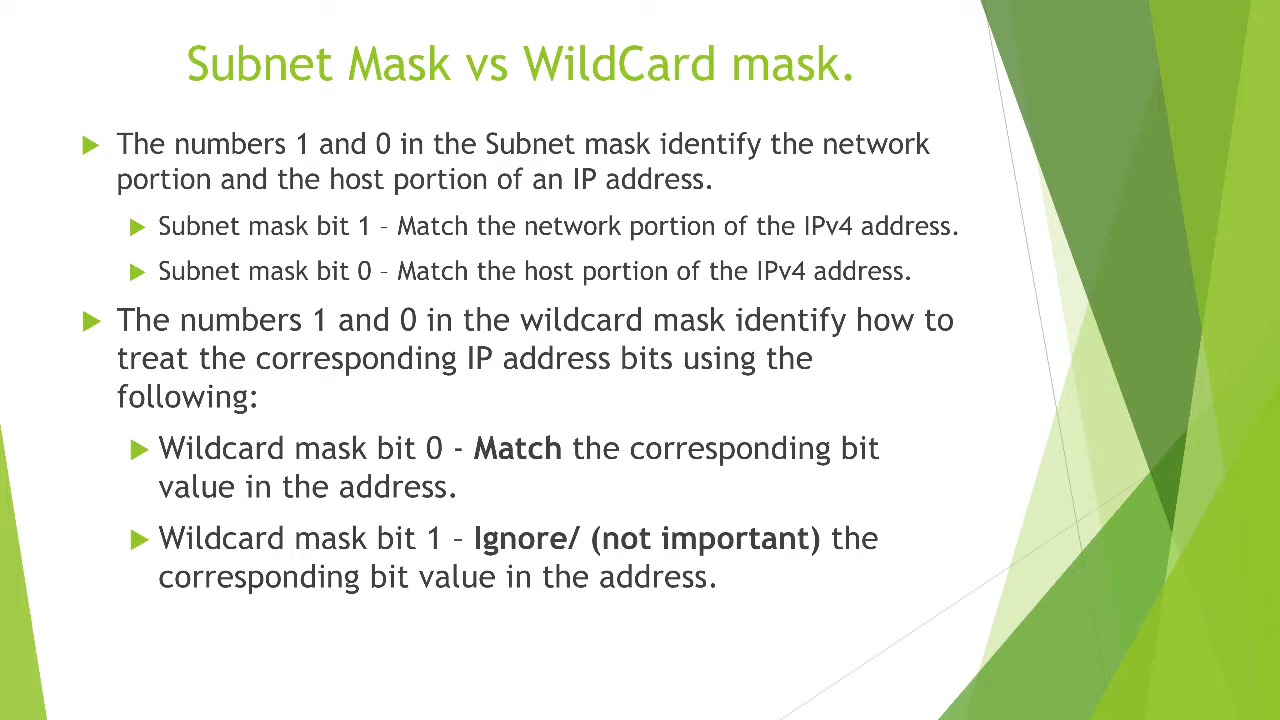 Subnet Mask vs WildCard mask.
The numbers 1 and 0 in the Subnet mask identify the network
portion and the host portion of an IP address.
Subnet mask bit 1 – Match the network portion of the IPv4 address.
Subnet mask bit 0 – Match the host portion of the IPv4 address.
The numbers 1 and 0 in the wildcard mask identify how to
treat the corresponding IP address bits using the
following:
Wildcard mask bit 0 - Match the corresponding bit
value in the address.
Wildcard mask bit 1 – Ignore/ (not important) the
corresponding bit value in the address.